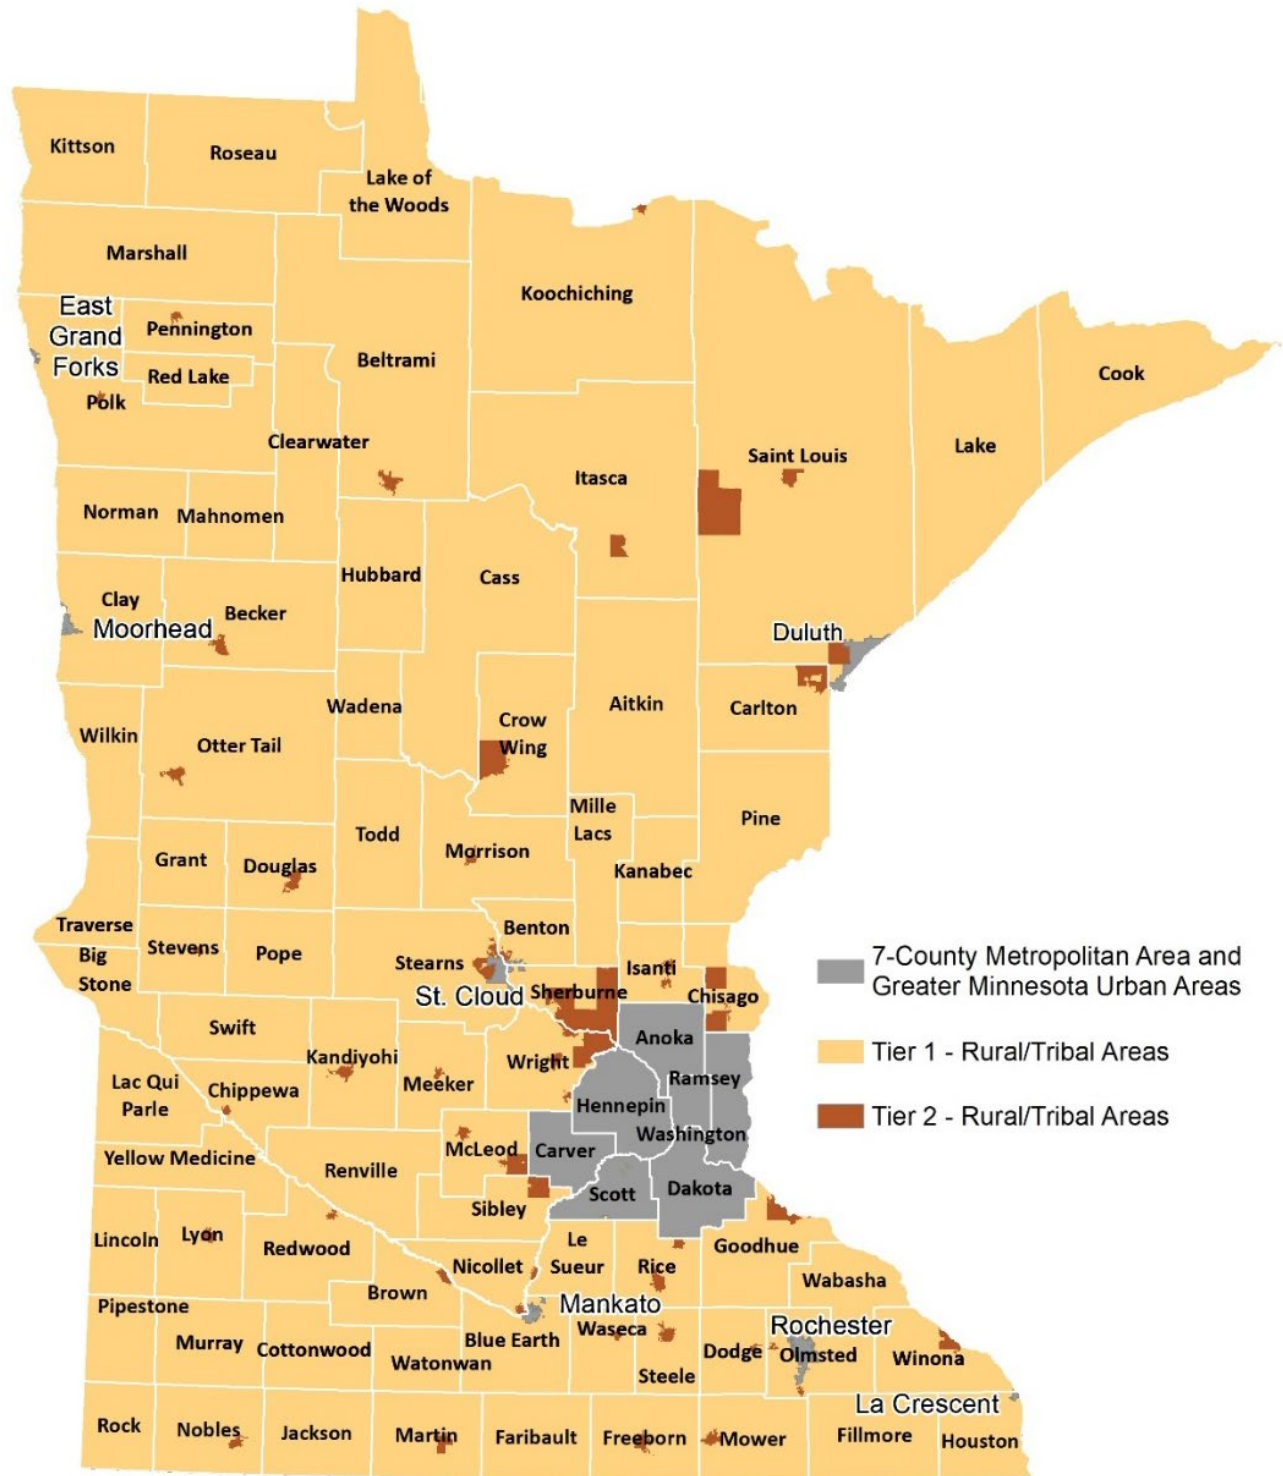 Kittson
Roseau
Lake of
the Woods
Marshall
Koochiching
East
Grand
Forks
Pennington
Beltrami
Red Lake
Cook
Polk
Clearwater
Lake
Saint Louis
Itasca
Norman
Mahnomen
Hubbard
Cass
Clay
Becker
Moorhead
Duluth
Wadena
Aitkin
Carlton
Crow
Wing
Wilkin
Otter Tail
Mille
Lacs
Pine
Todd
Morrison
Grant
Douglas
Kanabec
Traverse
Benton
Stevens
Pope
Big
Stone
Stearns
Isanti
7-County Metropolitan Area and
Greater Minnesota Urban Areas
St. Cloud
Sherburne
Chisago
Swift
Anoka
Kandiyohi
Wright
Tier 1 - Rural/Tribal Areas
Lac Qui
Parle
Chippewa
Meeker
Ramsey
Hennepin
Tier 2 - Rural/Tribal Areas
Washington
Yellow Medicine
Renville
McLeod
Carver
Scott
Dakota
Sibley
Lincoln
Lyon
Redwood
Le
Sueur
Goodhue
Nicollet
Rice
Wabasha
Brown
Pipestone
Mankato
Murray
Cottonwood
Blue Earth
Waseca
Rochester
Watonwan
Dodge
Olmsted
Winona
Steele
La Crescent
Rock
Nobles
Jackson
Martin
Faribault
Freeborn
Mower
Fillmore
Houston